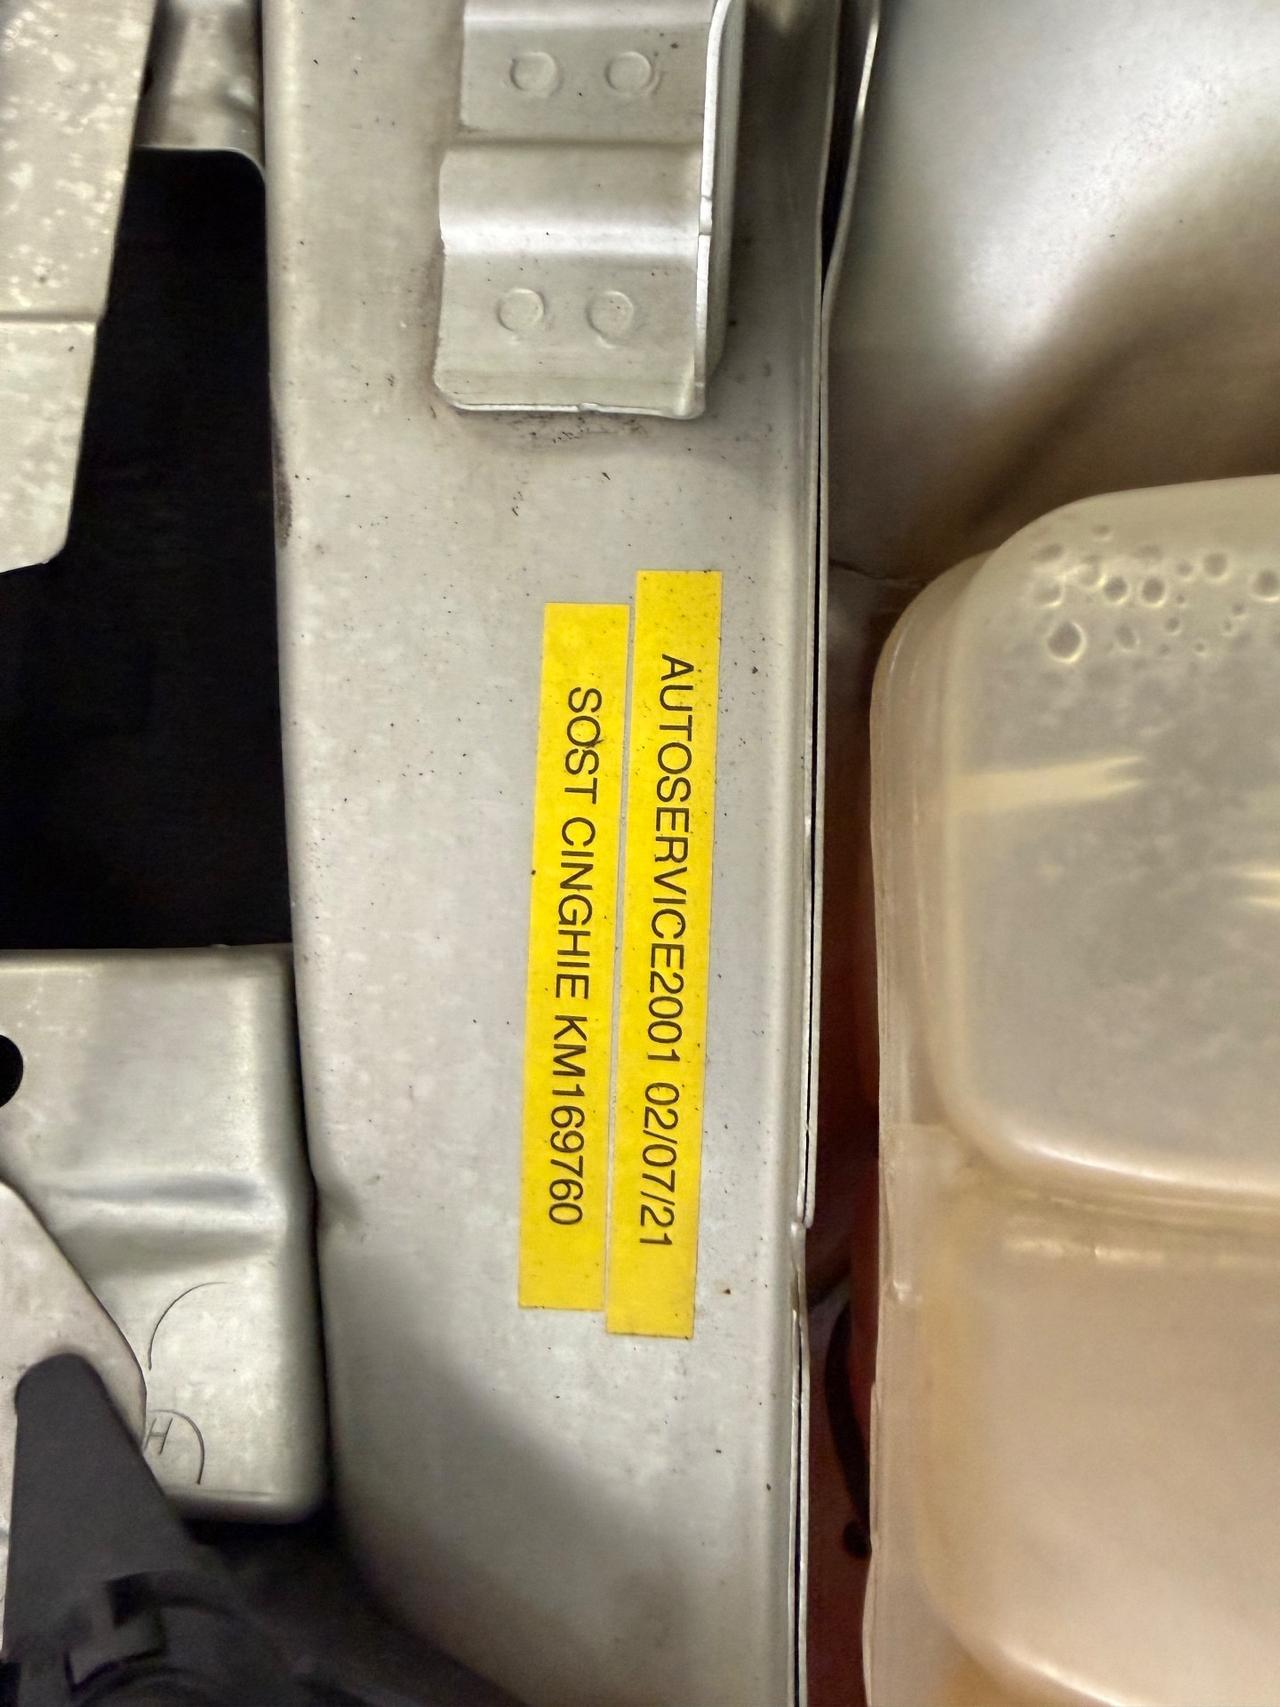 AUTOSERVICE2001 02/07/21
SOST CINGHIE KM169760
H